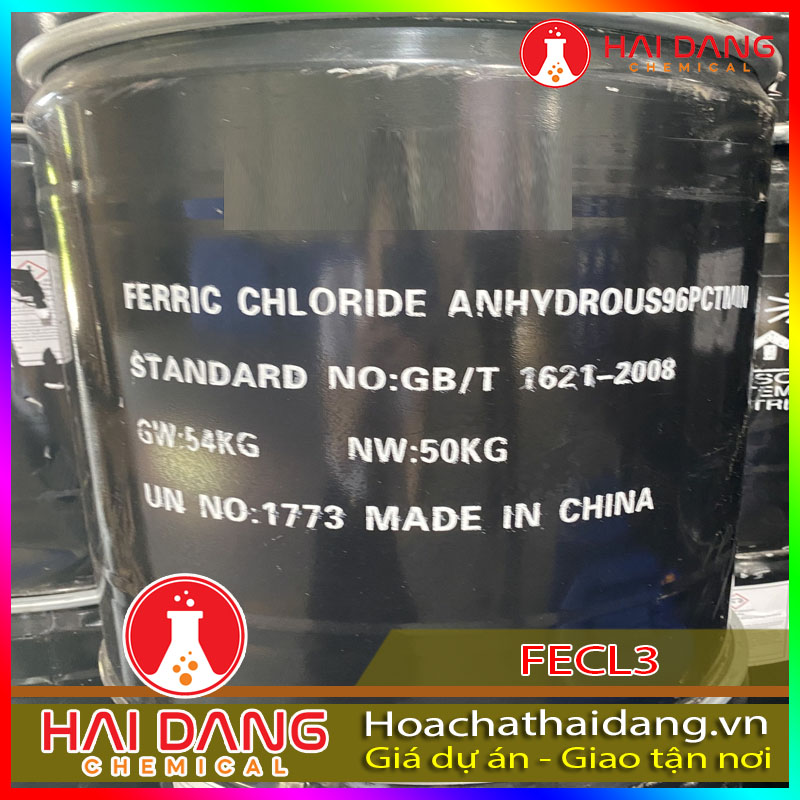 HAI DANG
CHEMICAL
FERRIC CHLORIDE ANHYDROUS96PCTMIN
STANDARD NO:GB/T 1621-2008
GW:54KG NW:50KG
UN NO:1773 MADE IN CHINA
FECL3
HAI DANG
CHEMICAL
Hoachathaidang.vn
Giá dự án - Giao tận nơi